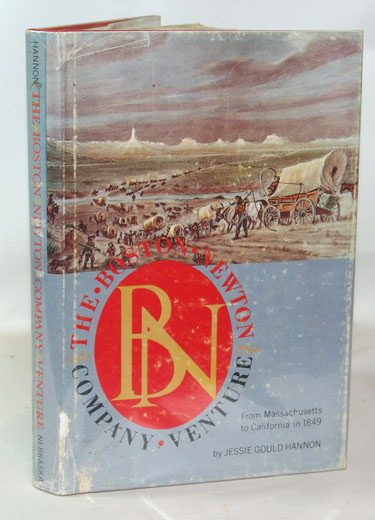 HANNON THE BOSTON NEWTON COMPANY VENTURE NEBRASKA
THE • BOSTON • NEWTON
COMPANY • VENTURE
BN
From Massachusetts
to California in 1849
by JESSIE GOULD HANNON